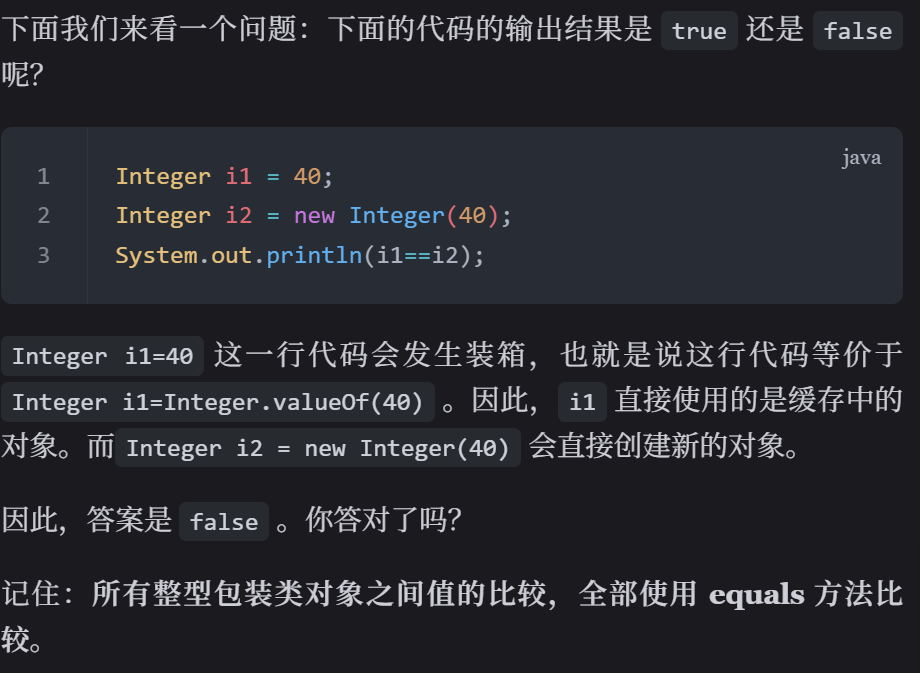 下面我们来看一个问题：下面的代码的输出结果是 true 还是 false
呢？
java
1 Integer i1 = 40;
2 Integer i2 = new Integer(40);
3 System.out.println(i1==i2);
Integer i1=40 这一行代码会发生装箱，也就是说这行代码等价于
Integer i1=Integer.valueOf(40) 。因此， i1 直接使用的是缓存中的
对象。而 Integer i2 = new Integer(40) 会直接创建新的对象。
因此，答案是 false 。你答对了吗？
记住：所有整型包装类对象之间值的比较，全部使用 equals 方法比
较。